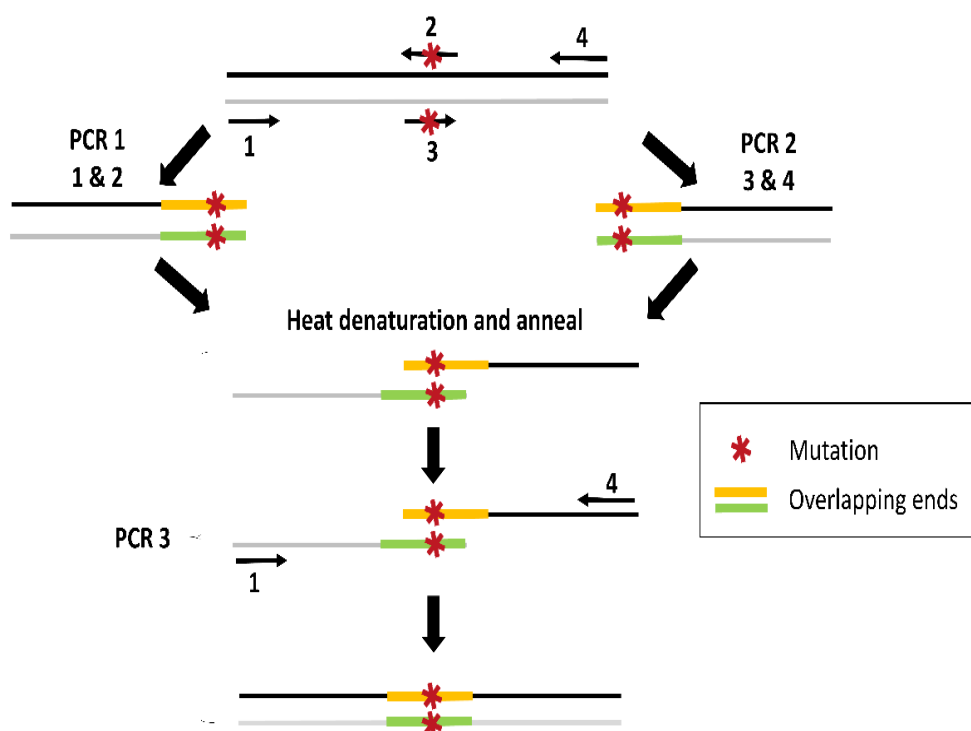 2
4
1
3
PCR 1
1 & 2
PCR 2
3 & 4
Heat denaturation and anneal
Mutation
Overlapping ends
4
PCR 3
1